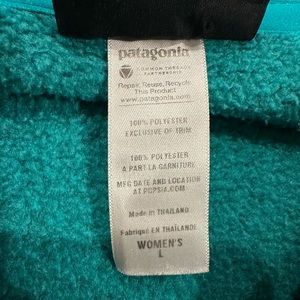 patagonia
COMMON THREADS
PARTNERSHIP
Repair, Reuse, Recycle
This Product
www.patagonia.com
100% POLYESTER
EXCLUSIVE OF TRIM
100% POLYESTER
A PART LA GARNITURE
MFG DATE AND LOCATION
AT POPSIA.COM
Made in THAILAND
Fabriqué EN THAÏLANDE
WOMEN'S
L